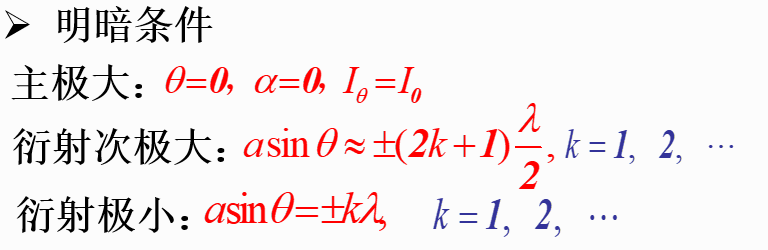 ➢ 明暗条件
主极大：θ=0, α=0, I_θ=I_0
衍射次极大：a sin θ ≈ ±(2k+1) λ/2, k=1, 2, ⋯
衍射极小：a sinθ=±kλ, k=1, 2, ⋯